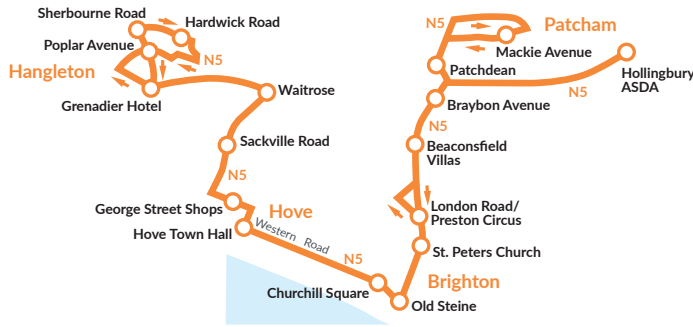 Sherbourne Road
Hardwick Road
Poplar Avenue
N5
Hangleton
Grenadier Hotel
Waitrose
Sackville Road
N5
George Street Shops
Hove
Hove Town Hall
Western Road
N5
Churchill Square
Brighton
Old Steine
St. Peters Church
London Road/
Preston Circus
Beaconsfield
Villas
N5
Braybon Avenue
Patchdean
N5
Patcham
Mackie Avenue
N5
Hollingbury
ASDA